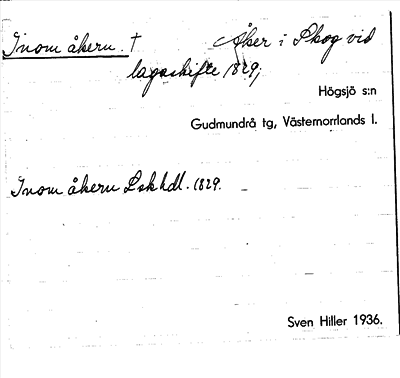 Inom åkern. † Åker i Skog vid
lagaskifte 1829;
Högsjö s:n
Gudmundrå tg, Västernorrlands l.
Inom åkern Lskhdl. 1829.
Sven Hiller 1936.